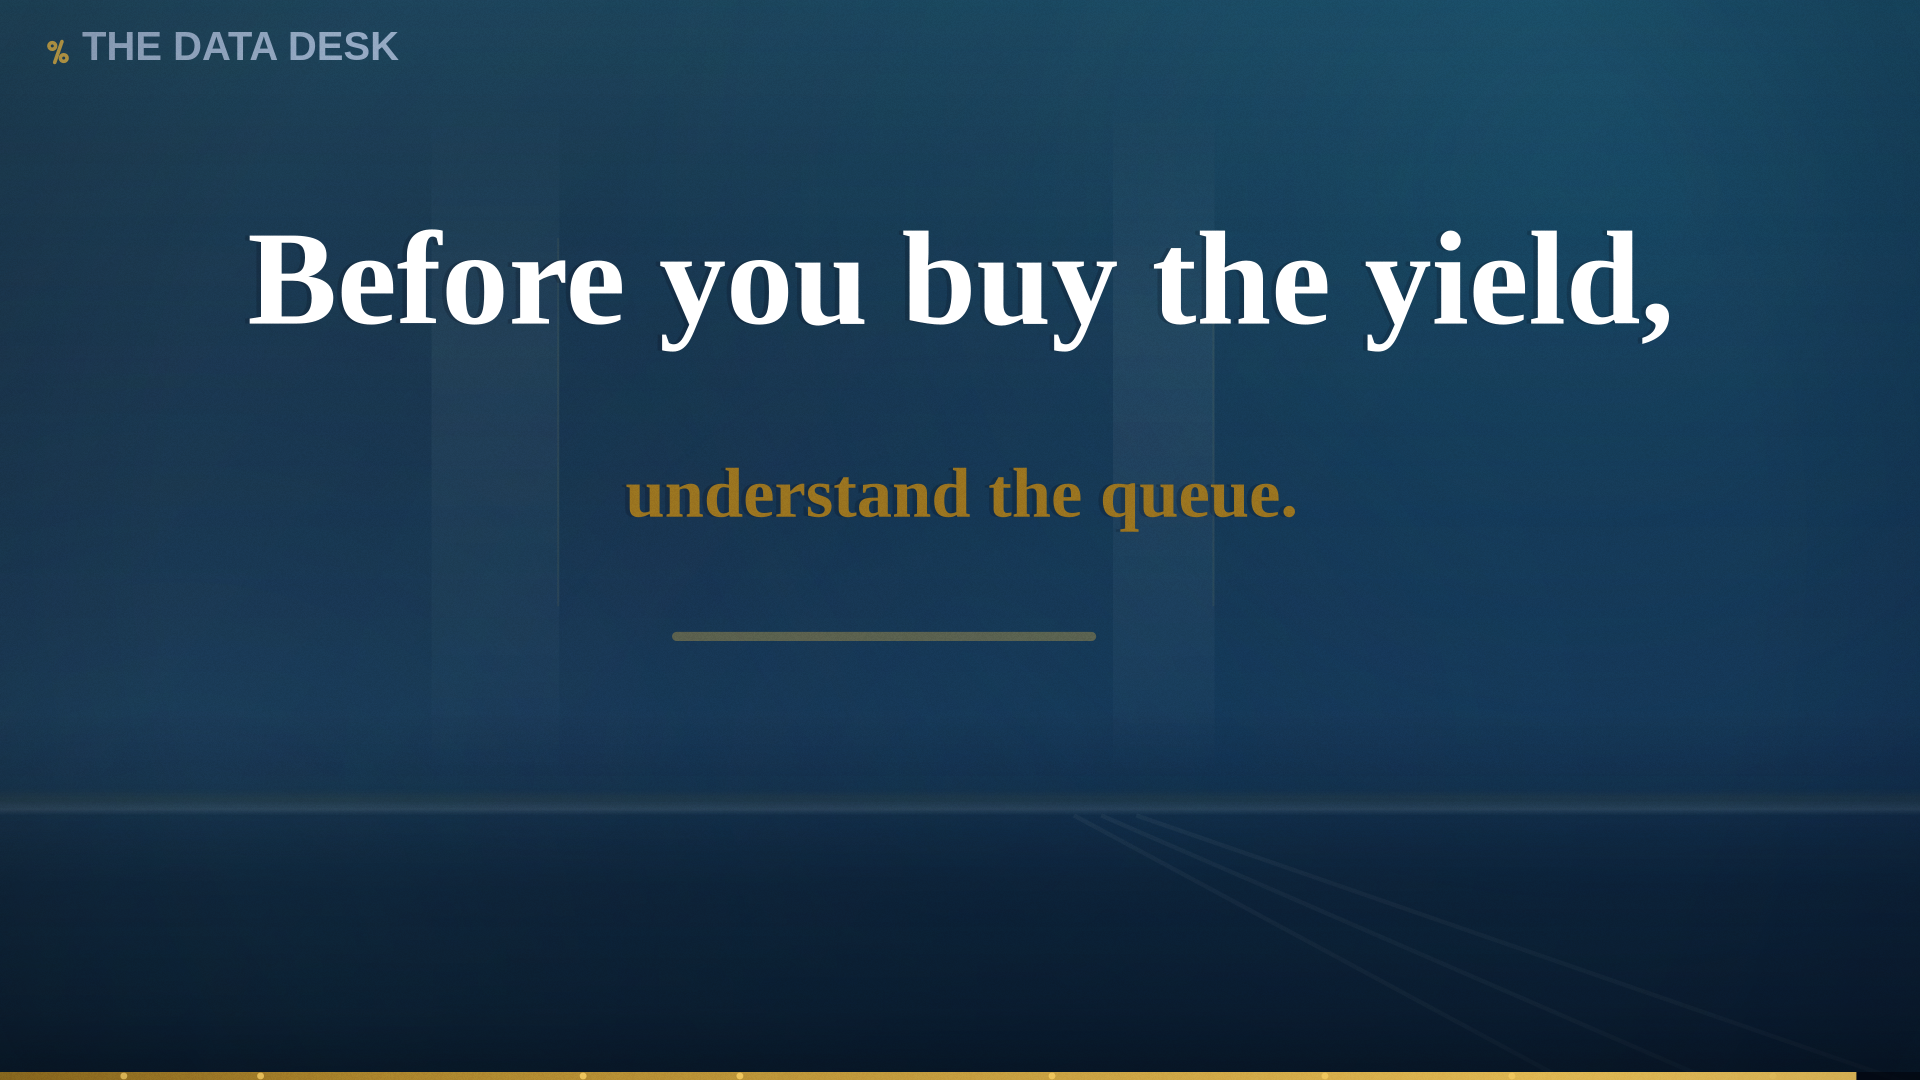 % THE DATA DESK
Before you buy the yield,
understand the queue.